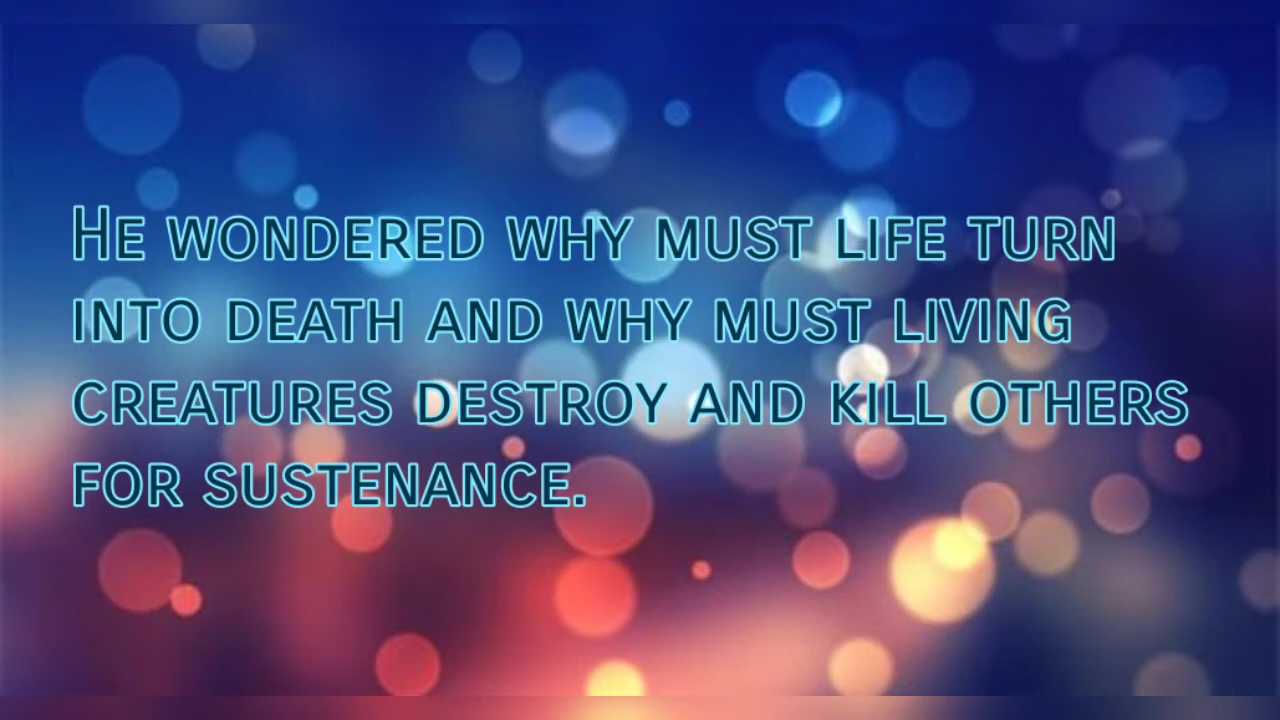 He wondered why must life turn
into death and why must living
creatures destroy and kill others
for sustenance.